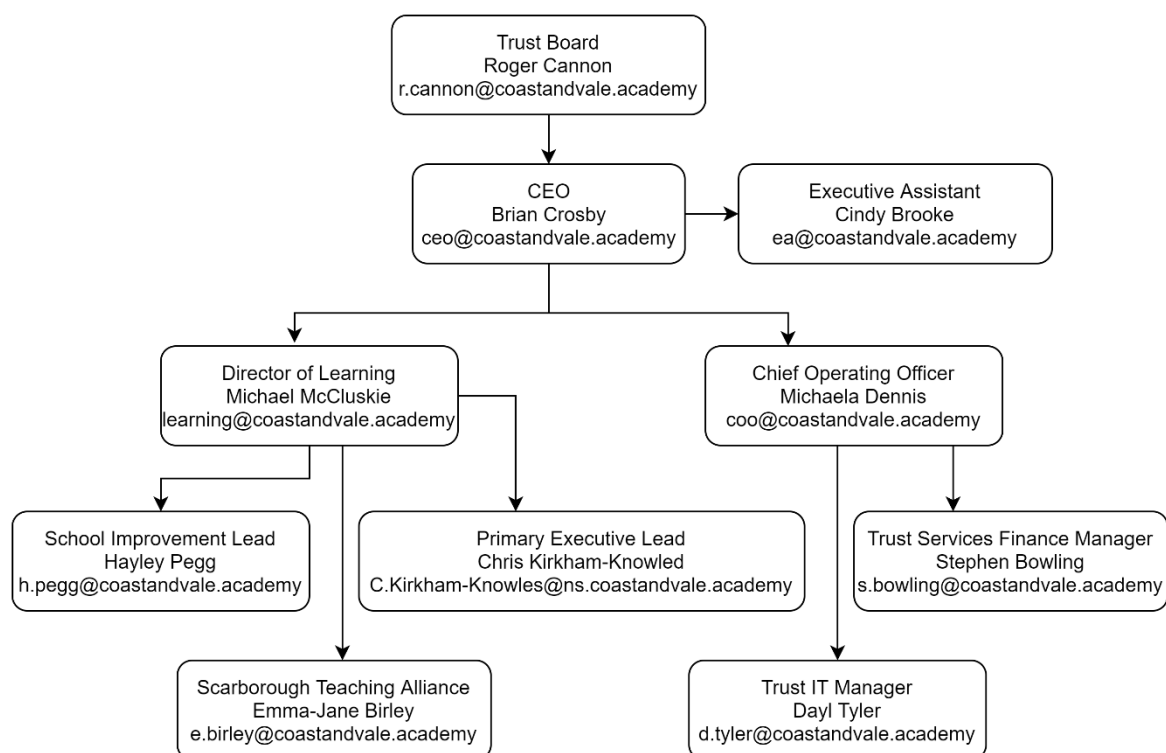 Trust Board
Roger Cannon
r.cannon@coastandvale.academy
CEO
Brian Crosby
ceo@coastandvale.academy
Executive Assistant
Cindy Brooke
ea@coastandvale.academy
Director of Learning
Michael McCluskie
learning@coastandvale.academy
Chief Operating Officer
Michaela Dennis
coo@coastandvale.academy
School Improvement Lead
Hayley Pegg
h.pegg@coastandvale.academy
Primary Executive Lead
Chris Kirkham-Knowled
C.Kirkham-Knowles@ns.coastandvale.academy
Trust Services Finance Manager
Stephen Bowling
s.bowling@coastandvale.academy
Scarborough Teaching Alliance
Emma-Jane Birley
e.birley@coastandvale.academy
Trust IT Manager
Dayl Tyler
d.tyler@coastandvale.academy